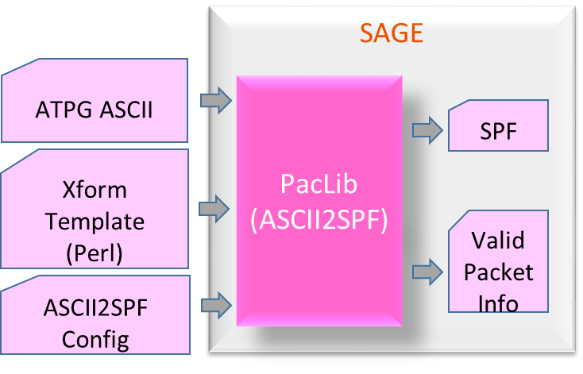 SAGE
ATPG ASCII
Xform
Template
(Perl)
ASCII2SPF
Config
PacLib
(ASCII2SPF)
SPF
Valid
Packet
Info